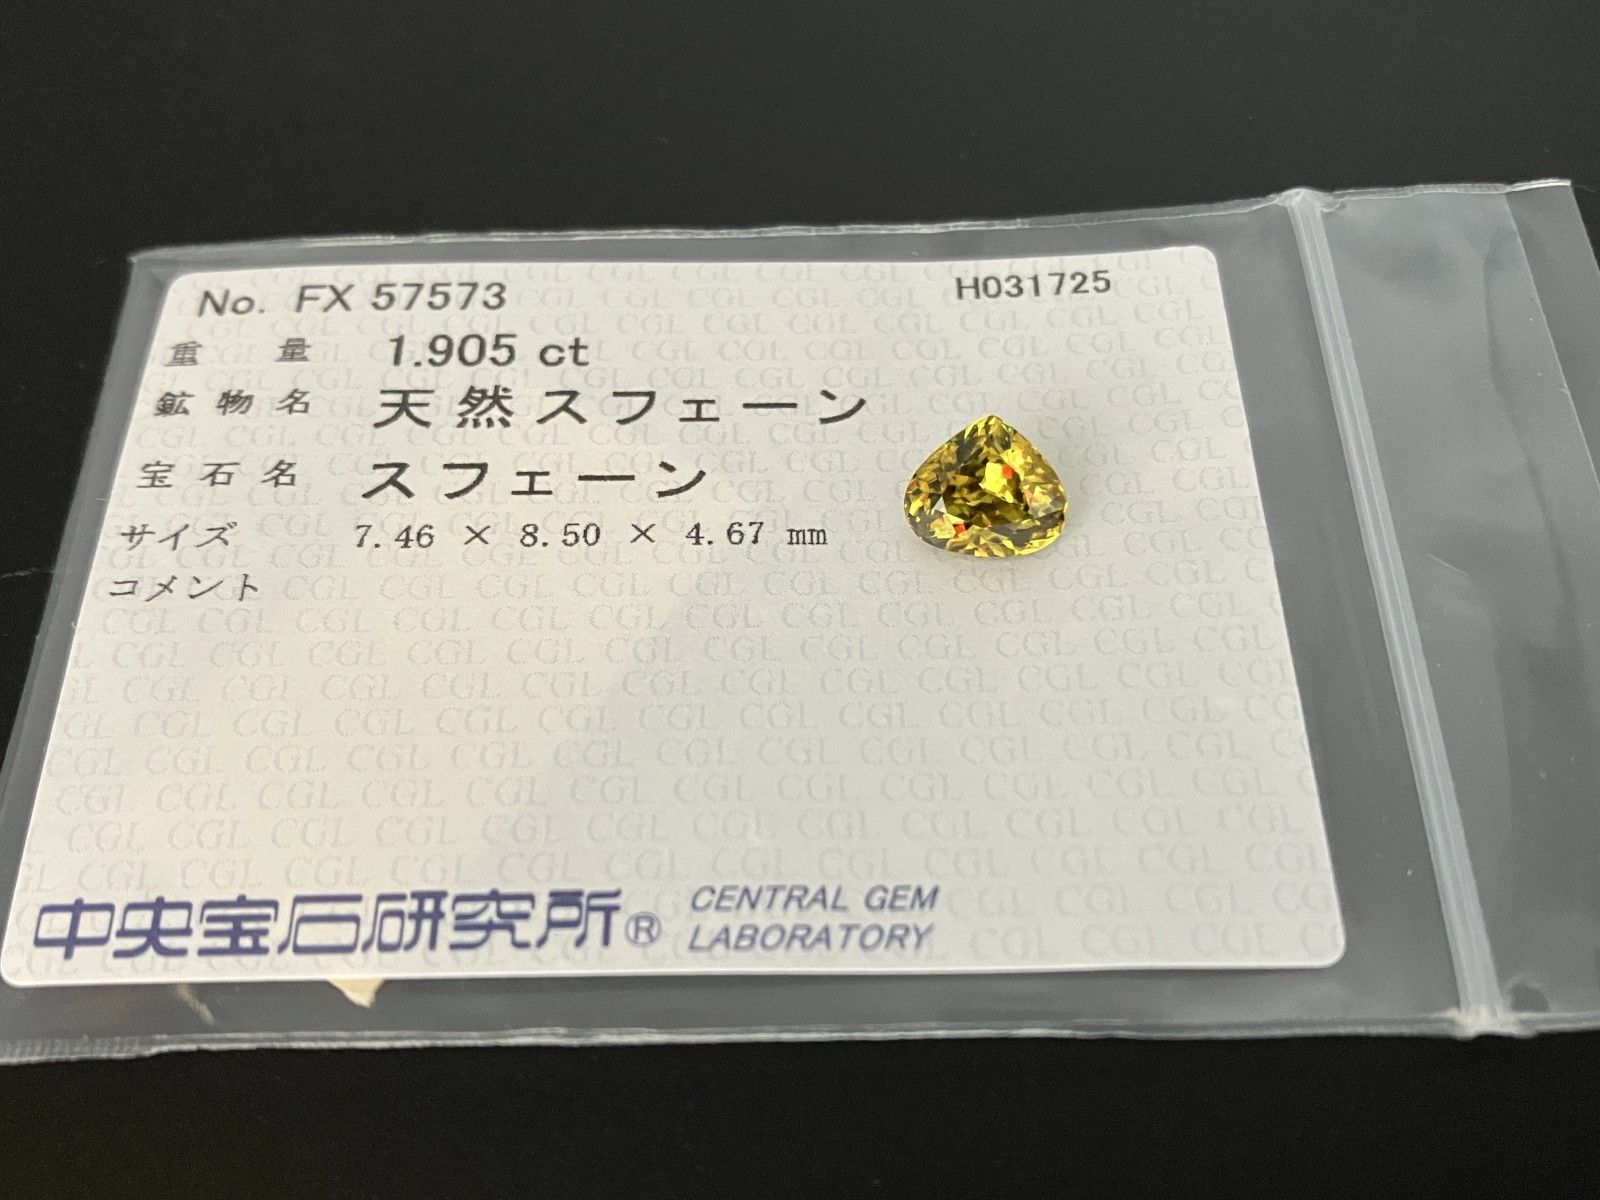 No. FX 57573 H031725
重量 1.905 ct
鉱物名 天然スフェーン
宝石名 スフェーン
サイズ 7.46 × 8.50 × 4.67 mm
コメント
中央宝石研究所® CENTRAL GEM
LABORATORY